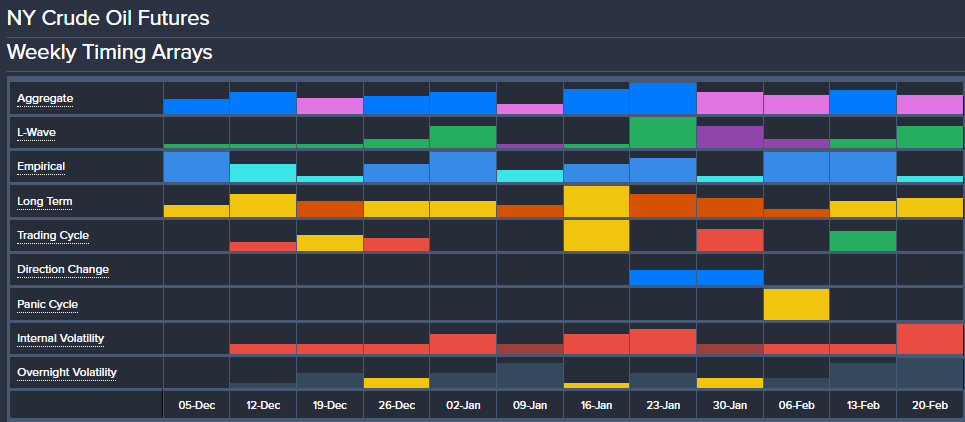 NY Crude Oil Futures
Weekly Timing Arrays
Aggregate
L-Wave
Empirical
Long Term
Trading Cycle
Direction Change
Panic Cycle
Internal Volatility
Overnight Volatility
05-Dec 12-Dec 19-Dec 26-Dec 02-Jan 09-Jan 16-Jan 23-Jan 30-Jan 06-Feb 13-Feb 20-Feb